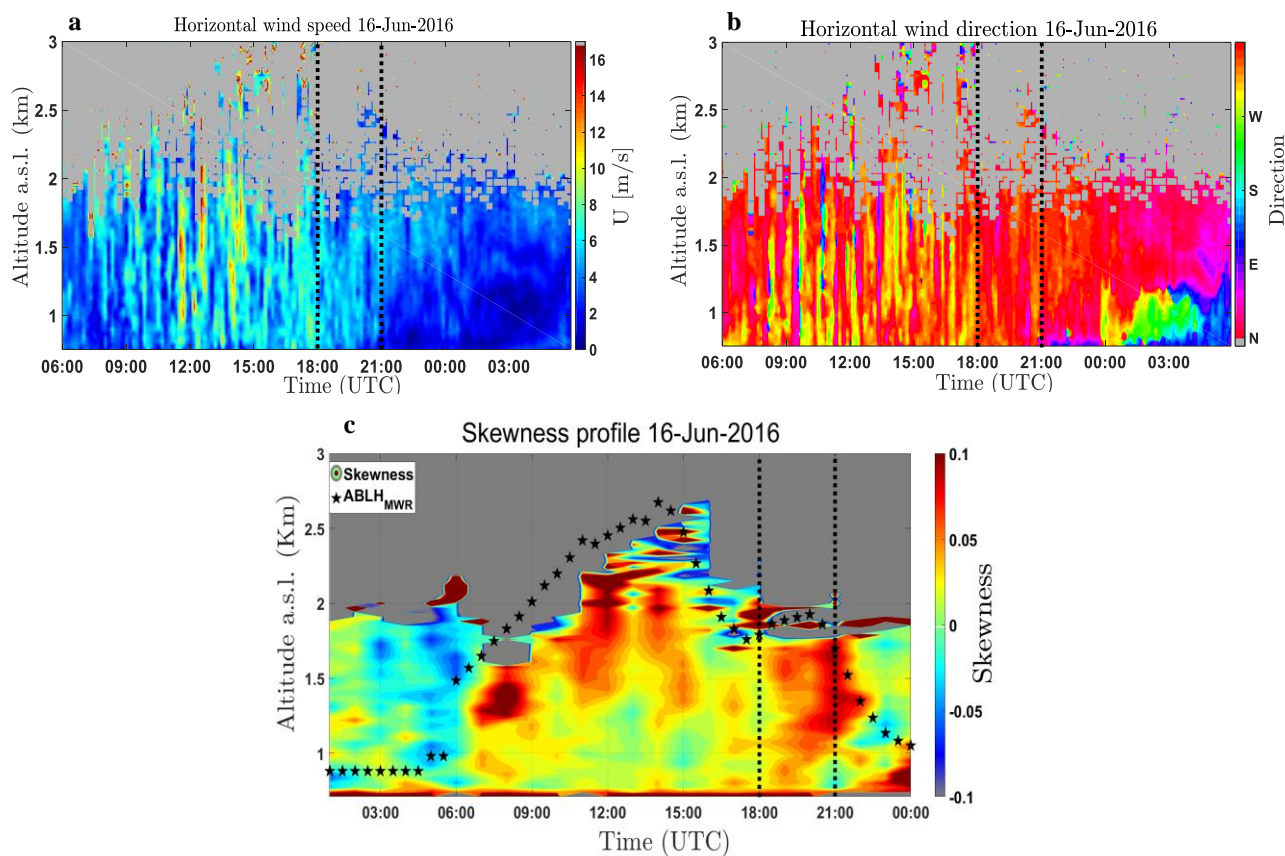 a
Horizontal wind speed 16-Jun-2016
Altitude a.s.l. (km)
3
2.5
2
1.5
1
06:00 09:00 12:00 15:00 18:00 21:00 00:00 03:00
Time (UTC)
16
14
12
10
8
6
4
2
0
U [m/s]
b
Horizontal wind direction 16-Jun-2016
Altitude a.s.l. (km)
3
2.5
2
1.5
1
06:00 09:00 12:00 15:00 18:00 21:00 00:00 03:00
Time (UTC)
W
S
E
N
Direction
c
Skewness profile 16-Jun-2016
Skewness
ABLH MWR
Altitude a.s.l. (Km)
3
2.5
2
1.5
1
03:00 06:00 09:00 12:00 15:00 18:00 21:00 00:00
Time (UTC)
0.1
0.05
0
-0.05
-0.1
Skewness